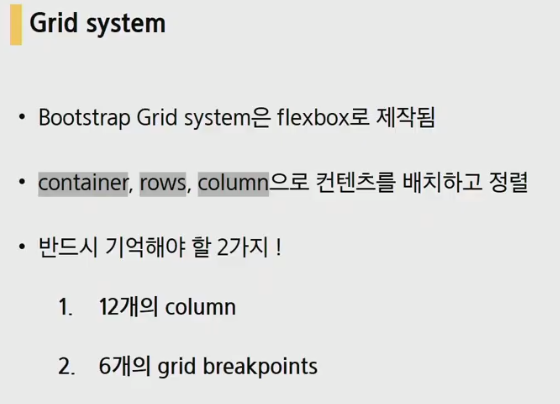 Grid system
• Bootstrap Grid system은 flexbox로 제작됨
• container, rows, column으로 컨텐츠를 배치하고 정렬
• 반드시 기억해야 할 2가지 !
1. 12개의 column
2. 6개의 grid breakpoints